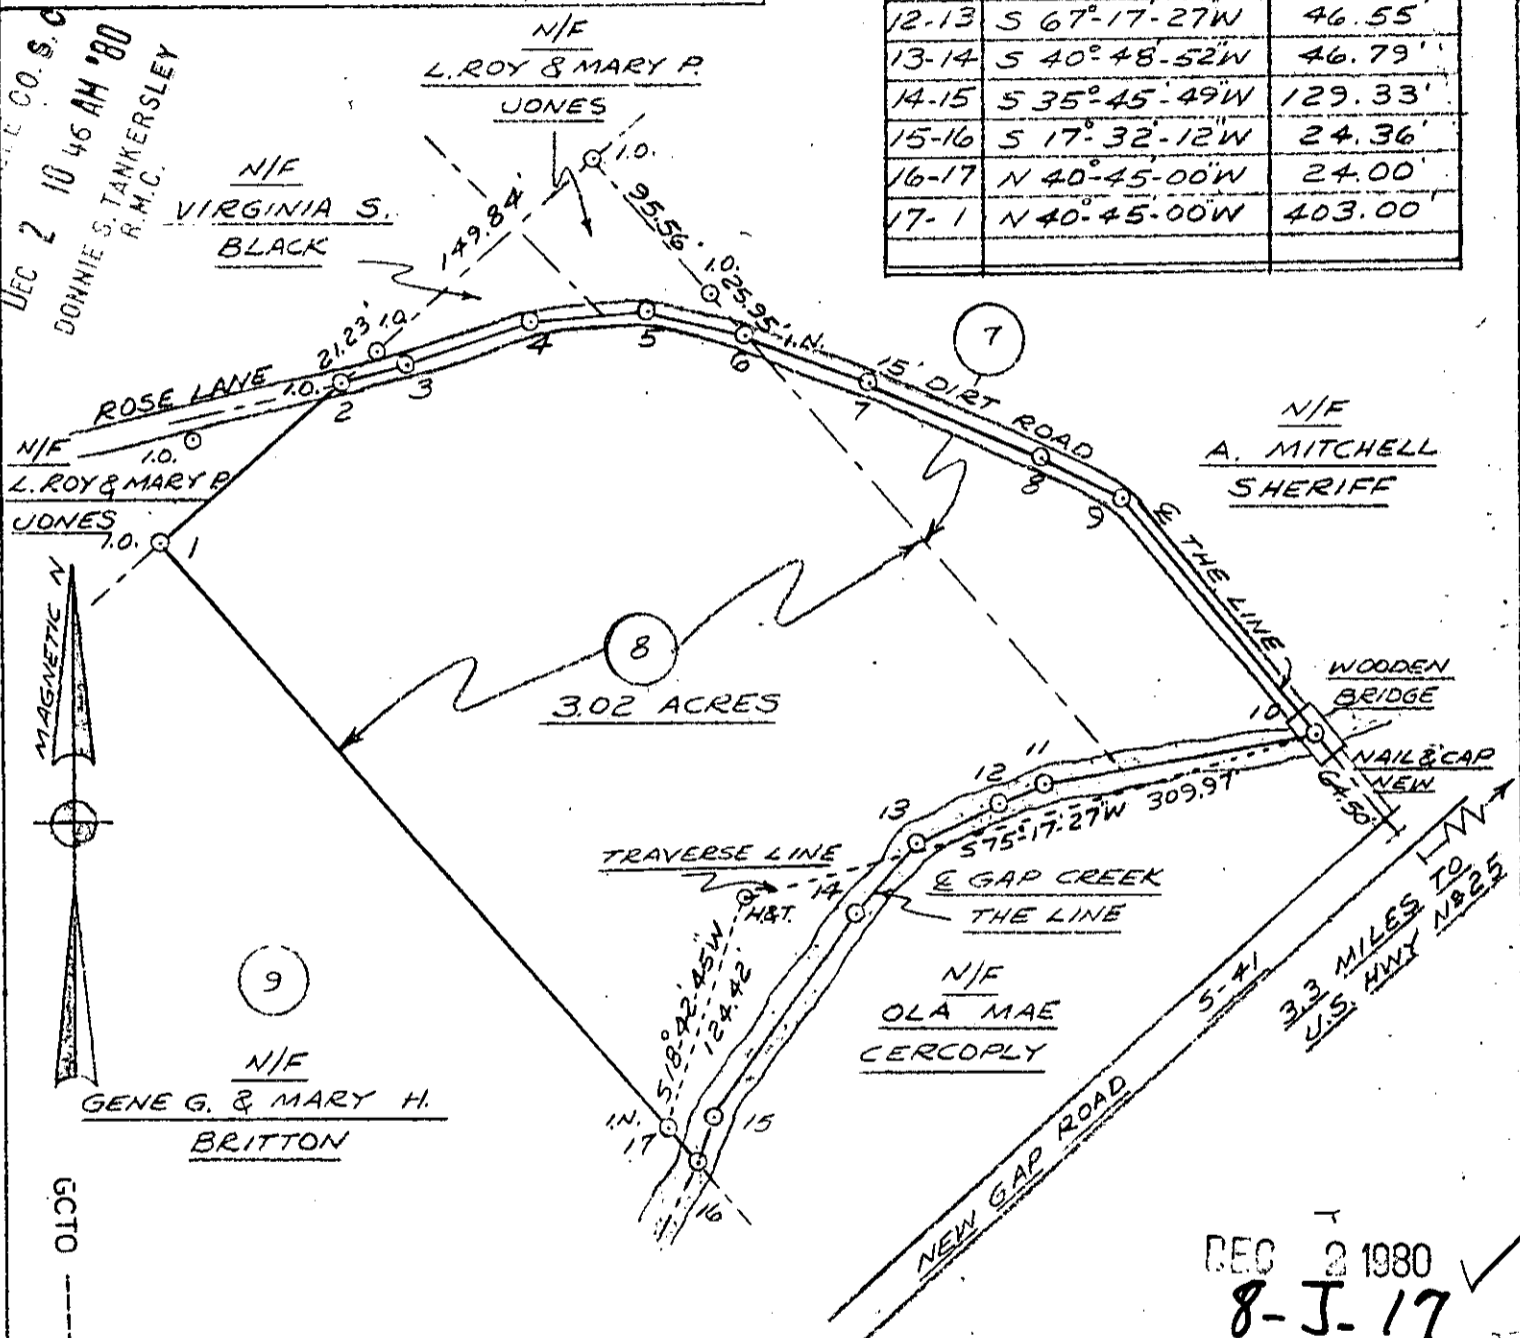 12-13 S 67°-17'-27"W 46.55'
13-14 S 40°-48'-52"W 46.79'
14-15 S 35°-45'-49"W 129.33'
15-16 S 17°-32'-12"W 24.36'
16-17 N 40°-45'-00"W 24.00'
17-1 N 40°-45'-00"W 403.00'
CO. S. C
DEC 2 10 46 AM '80
DONNIE S. TANKERSLEY
R.M.C.
N/F
L. ROY & MARY P.
JONES
N/F
VIRGINIA S.
BLACK
149.84'
I.O.
95.56'
I.O.
25.95'
I.N.
21.23'
I.O.
I.O.
ROSE LANE
I.O.
2
3
4
5
6
7
8
9
7
15' DIRT ROAD
N/F
A. MITCHELL
SHERIFF
N/F
L. ROY & MARY P.
JONES
I.O.
1
℄ THE LINE
MAGNETIC N
8
3.02 ACRES
WOODEN
BRIDGE
10
NAIL & CAP
NEW
64.56'
11
12
13
S 75°-17'-27"W 309.97'
TRAVERSE LINE
H&T.
14
℄ GAP CREEK
THE LINE
S 18°-42'-45"W
124.42'
9
N/F
OLA MAE
CERCOPLY
S-41
3.3 MILES TO
U.S. HWY Nº 25
N/F
GENE G. & MARY H.
BRITTON
I.N.
17
15
16
NEW GAP ROAD
GCTO
DEC 2 1980
8-J-17